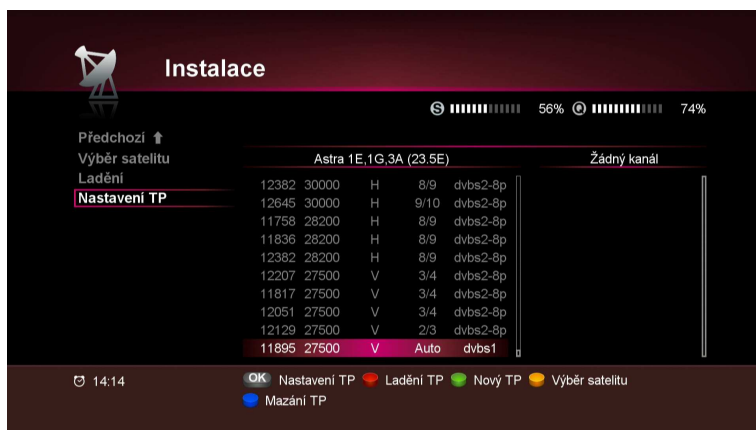 Instalace
S 56% Q 74%
Předchozí
Výběr satelitu
Ladění
Nastavení TP
Astra 1E,1G,3A (23.5E)
Žádný kanál
12382 30000 H 8/9 dvbs2-8p
12645 30000 H 9/10 dvbs2-8p
11758 28200 H 8/9 dvbs2-8p
11836 28200 H 8/9 dvbs2-8p
12382 28200 H 8/9 dvbs2-8p
12207 27500 V 3/4 dvbs2-8p
11817 27500 V 3/4 dvbs2-8p
12051 27500 V 3/4 dvbs2-8p
12129 27500 V 2/3 dvbs2-8p
11895 27500 V Auto dvbs1
14:14
OK Nastavení TP Ladění TP Nový TP Výběr satelitu
Mazání TP